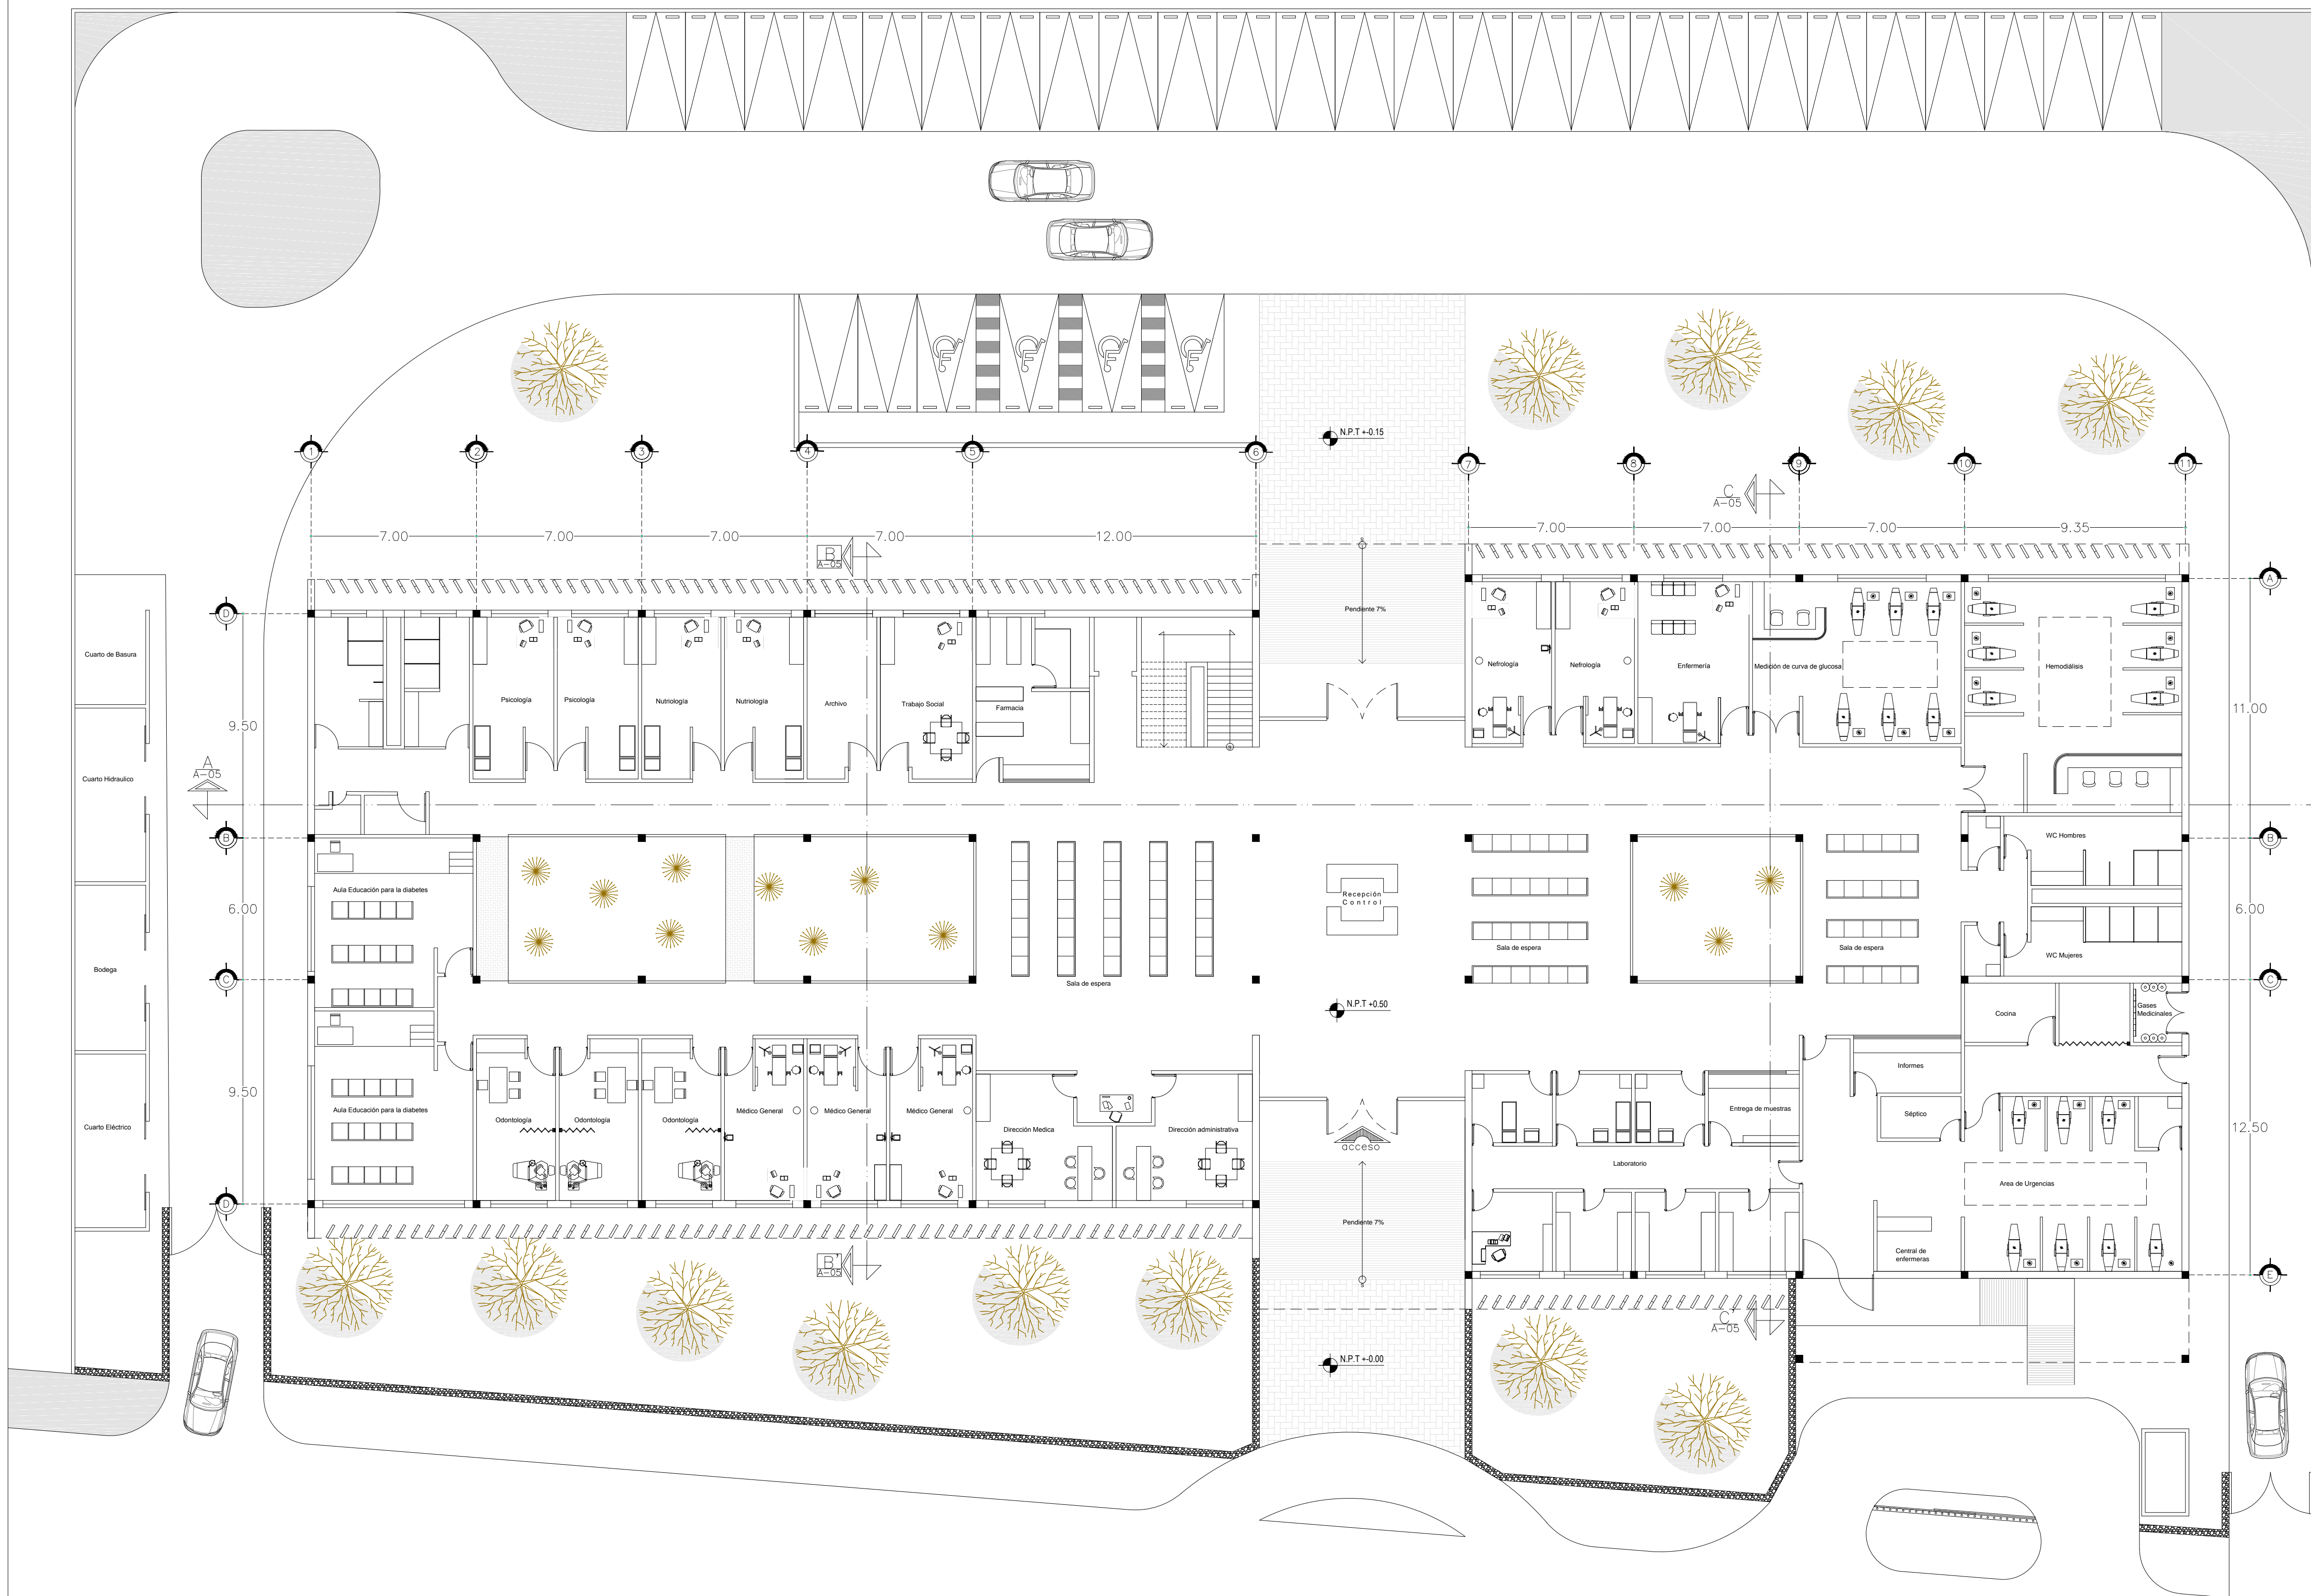 N.P.T +-0.15
1
2
3
4
5
6
7
8
9
10
11
C
A-05
7.00
7.00
7.00
7.00
12.00
7.00
7.00
7.00
9.35
B
A-05
A
D
Pendiente 7%
Cuarto de Basura
Psicología
Psicología
Nutriología
Nutriología
Archivo
Trabajo Social
Farmacia
Nefrología
Nefrología
Enfermería
Medición de curva de glucosa
Hemodiálisis
9.50
11.00
A
A-05
Cuarto Hidraulico
B
B
WC Hombres
Aula Educación para la diabetes
Recepción
Control
6.00
6.00
Sala de espera
Sala de espera
WC Mujeres
Bodega
C
Sala de espera
C
N.P.T +0.50
Cocina
Gases
Medicinales
Informes
9.50
Aula Educación para la diabetes
Odontología
Odontología
Odontología
Médico General
Médico General
Médico General
Entrega de muestras
Séptico
Cuarto Eléctrico
Dirección Medica
Dirección administrativa
12.50
acceso
Laboratorio
Area de Urgencias
D
Pendiente 7%
Central de
enfermeras
B'
A-05
E
C'
A-05
N.P.T +-0.00